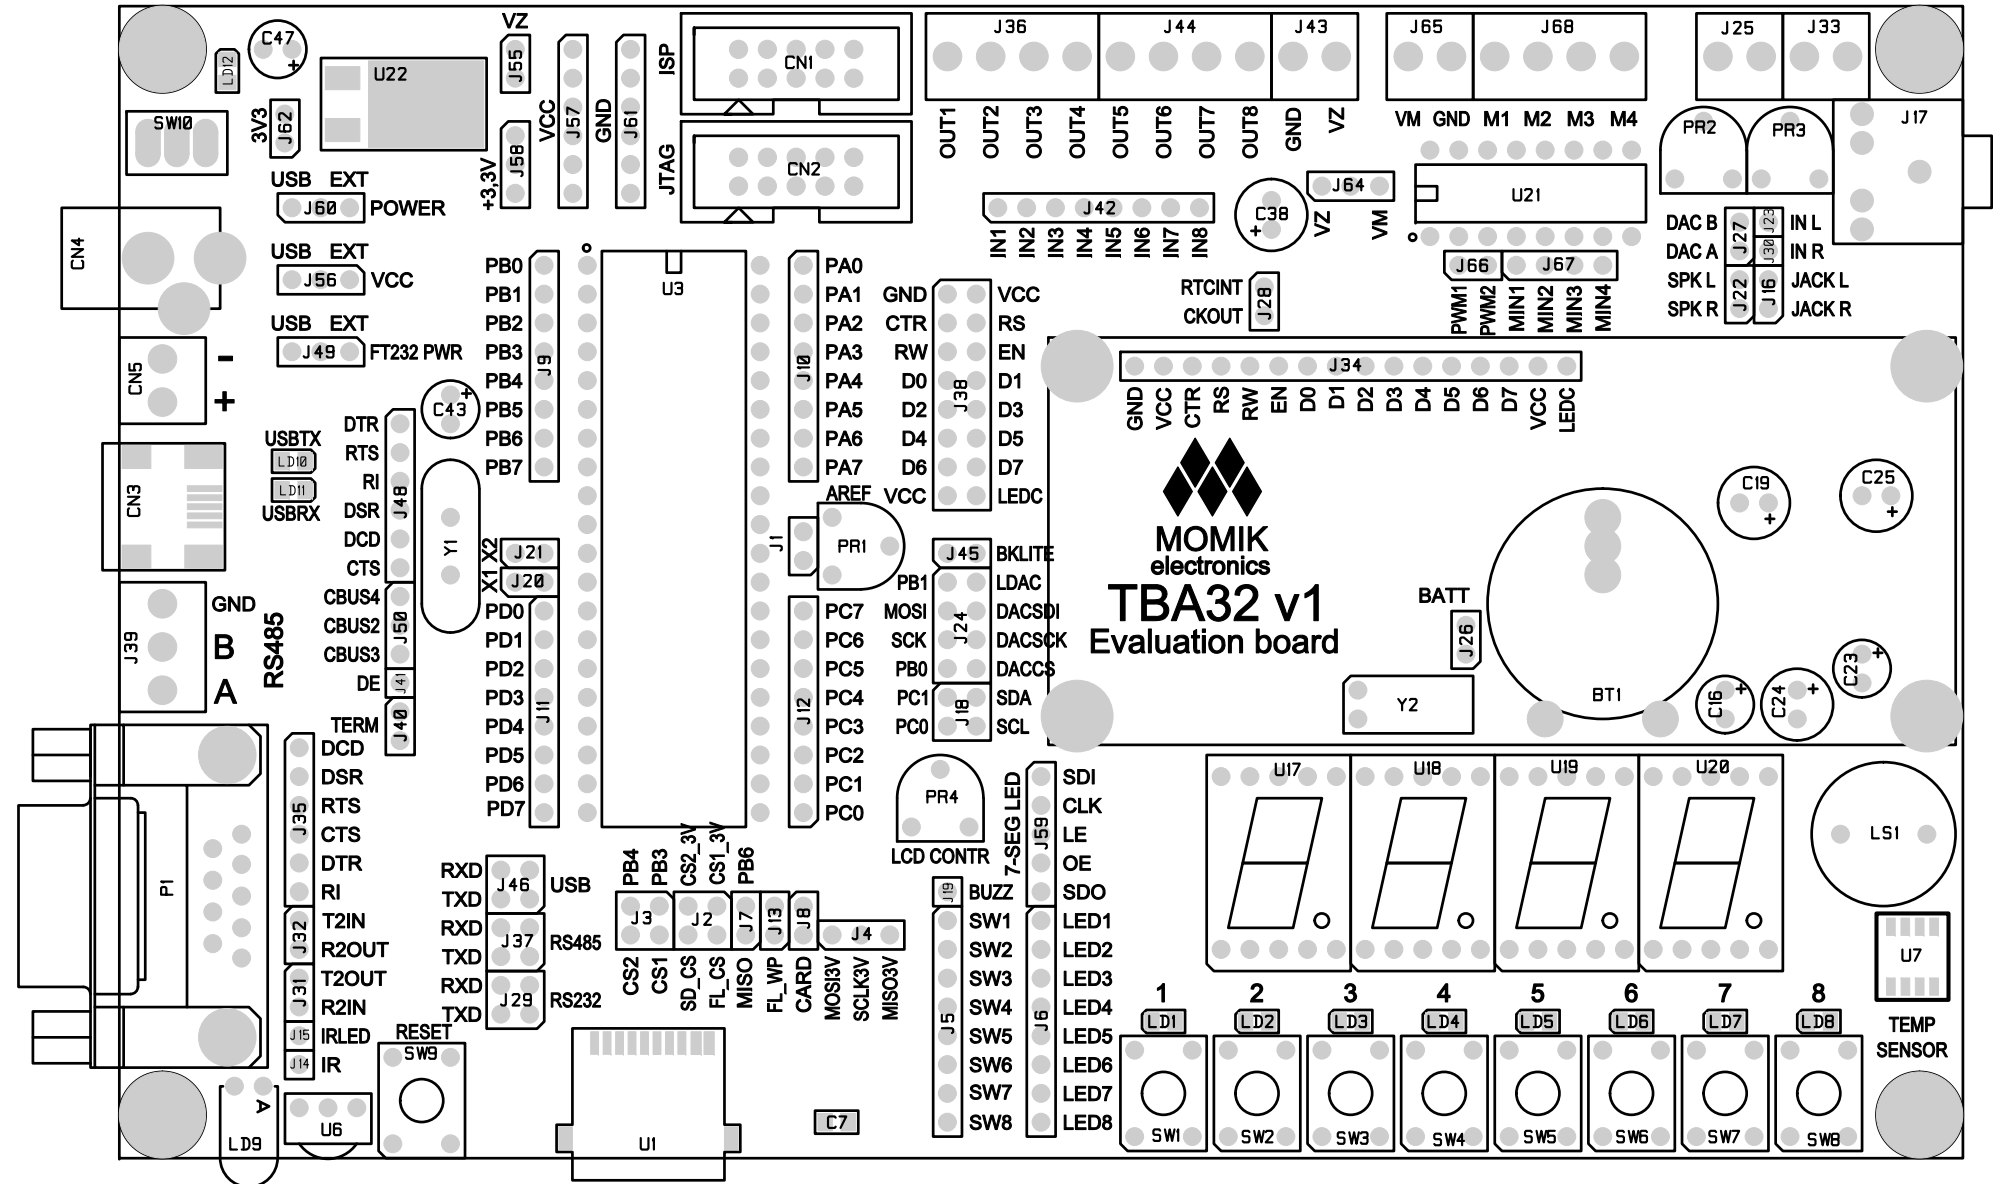 C47
LD12
U22
VZ
J55
VCC
J57
GND
J61
ISP
CN1
J36
J44
J43
J65
J68
J25
J33
SW10
3V3
J62
+3,3V
J58
JTAG
CN2
OUT1
OUT2
OUT3
OUT4
OUT5
OUT6
OUT7
OUT8
GND
VZ
VM GND M1 M2 M3 M4
PR2
PR3
J17
USB EXT
J60 POWER
J42
IN1
IN2
IN3
IN4
IN5
IN6
IN7
IN8
C38
+
J64
VZ
VM
U21
DAC B
DAC A
J27
J23
J30
IN L
IN R
SPK L
SPK R
J22
J16
JACK L
JACK R
J66
J67
PWM1
PWM2
MIN1
MIN2
MIN3
MIN4
CN4
USB EXT
J56 VCC
USB EXT
J49 FT232 PWR
CN5
-
+
C43
+
RTCINT
CKOUT
J28
U3
PB0
PB1
PB2
PB3
PB4
PB5
PB6
PB7
J9
PA0
PA1
PA2
PA3
PA4
PA5
PA6
PA7
J10
GND VCC
CTR RS
RW EN
D0 D1
D2 D3
D4 D5
D6 D7
VCC LEDC
J38
J34
GND
VCC
CTR
RS
RW
EN
D0
D1
D2
D3
D4
D5
D6
D7
VCC
LEDC
USBTX
LD10
LD11
USBRX
CN3
DTR
RTS
RI
DSR
DCD
CTS
J48
CBUS4
CBUS2
CBUS3
J50
DE
J41
TERM
J40
Y1
X2
J21
X1
J20
AREF
J1
PR1
J45 BKLITE
PB1 LDAC
MOSI DACSDI
SCK DACSCK
PB0 DACCS
J24
PC1 SDA
PC0 SCL
J18
MOMIK
electronics
TBA32 v1
Evaluation board
C19
+
C25
+
BATT
J26
BT1
Y2
C16
+
C24
+
C23
+
J39
GND
B
A
RS485
PD0
PD1
PD2
PD3
PD4
PD5
PD6
PD7
J11
PC7
PC6
PC5
PC4
PC3
PC2
PC1
PC0
J12
P1
DCD
DSR
RTS
CTS
DTR
RI
J35
T2IN
R2OUT
J32
T2OUT
R2IN
J31
J15 IRLED
J14 IR
PR4
LCD CONTR
7-SEG LED
J59
SDI
CLK
LE
OE
SDO
U17
U18
U19
U20
LS1
RXD
TXD
J46
USB
RXD
TXD
J37
RS485
RXD
TXD
J29
RS232
PB4
PB3
CS2_3V
CS1_3V
PB6
J3
J2
J7
J13
J8
J4
CS2
CS1
SD_CS
FL_CS
MISO
FL_WP
CARD
MOSI3V
SCLK3V
MISO3V
J19
BUZZ
SW1
SW2
SW3
SW4
SW5
SW6
SW7
SW8
J5
LED1
LED2
LED3
LED4
LED5
LED6
LED7
LED8
J6
U7
TEMP
SENSOR
1 2 3 4 5 6 7 8
LD1 LD2 LD3 LD4 LD5 LD6 LD7 LD8
SW1 SW2 SW3 SW4 SW5 SW6 SW7 SW8
RESET
SW9
A
LD9
U6
U1
C7